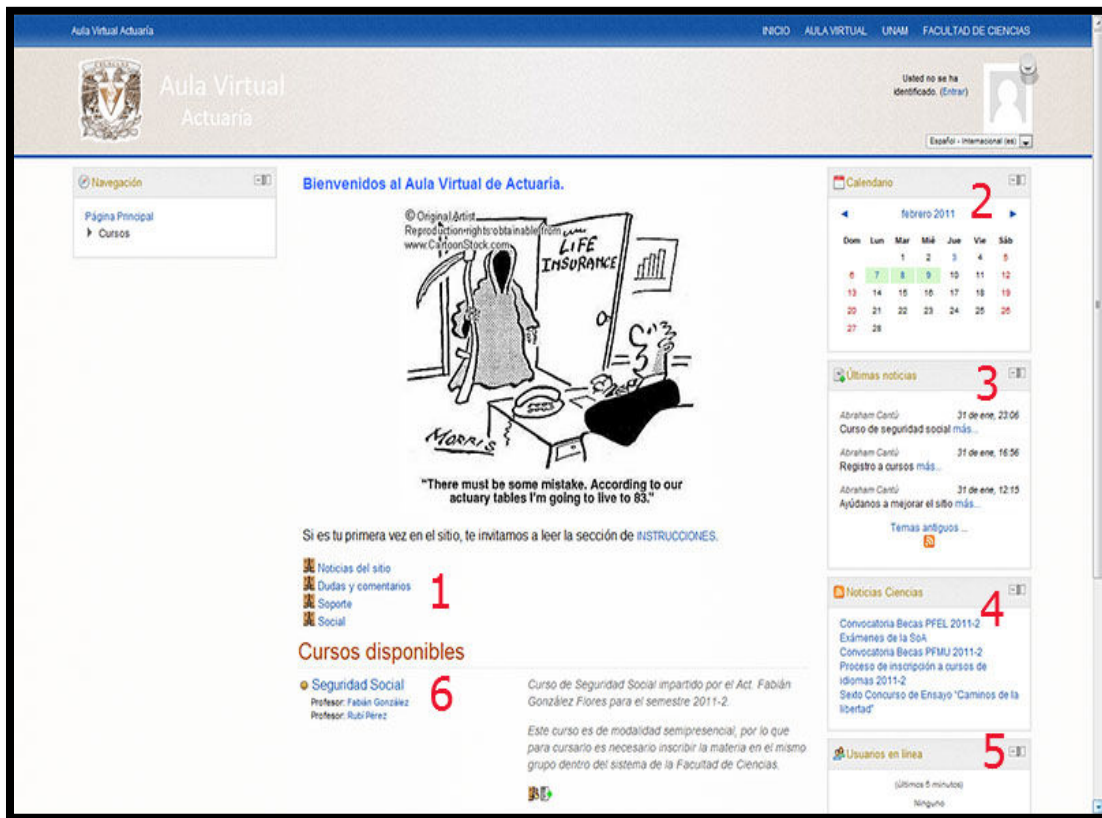 Aula Virtual Actuaría
INICIO AULA VIRTUAL UNAM FACULTAD DE CIENCIAS
Aula Virtual
Actuaría
Usted no se ha
identificado. (Entrar)
Español - Internacional (es)
Navegación
Página Principal
Cursos
Bienvenidos al Aula Virtual de Actuaría.
© Original Artist
Reproduction rights obtainable from
www.CartoonStock.com
LIFE
INSURANCE
MORRIS
"There must be some mistake. According to our
actuary tables I'm going to live to 83."
Si es tu primera vez en el sitio, te invitamos a leer la sección de INSTRUCCIONES.
Noticias del sitio
Dudas y comentarios
Soporte
Social
1
Cursos disponibles
Seguridad Social
6
Profesor: Fabián González
Profesor: Rubí Pérez
Curso de Seguridad Social impartido por el Act. Fabián
González Flores para el semestre 2011-2.
Este curso es de modalidad semipresencial, por lo que
para cursarlo es necesario inscribir la materia en el mismo
grupo dentro del sistema de la Facultad de Ciencias.
Calendario
2
febrero 2011
Dom Lun Mar Mié Jue Vie Sáb
1 2 3 4 5
6 7 8 9 10 11 12
13 14 15 16 17 18 19
20 21 22 23 24 25 26
27 28
Últimas noticias
3
Abraham Cantú 31 de ene, 23:06
Curso de seguridad social más...
Abraham Cantú 31 de ene, 16:56
Registro a cursos más...
Abraham Cantú 31 de ene, 12:15
Ayúdanos a mejorar el sitio más...
Temas antiguos ...
Noticias Ciencias
4
Convocatoria Becas PFEL 2011-2
Exámenes de la SoA
Convocatoria Becas PFMU 2011-2
Proceso de inscripción a cursos de
idiomas 2011-2
Sexto Concurso de Ensayo "Caminos de la
libertad"
Usuarios en línea
5
(últimos 5 minutos)
Ninguno